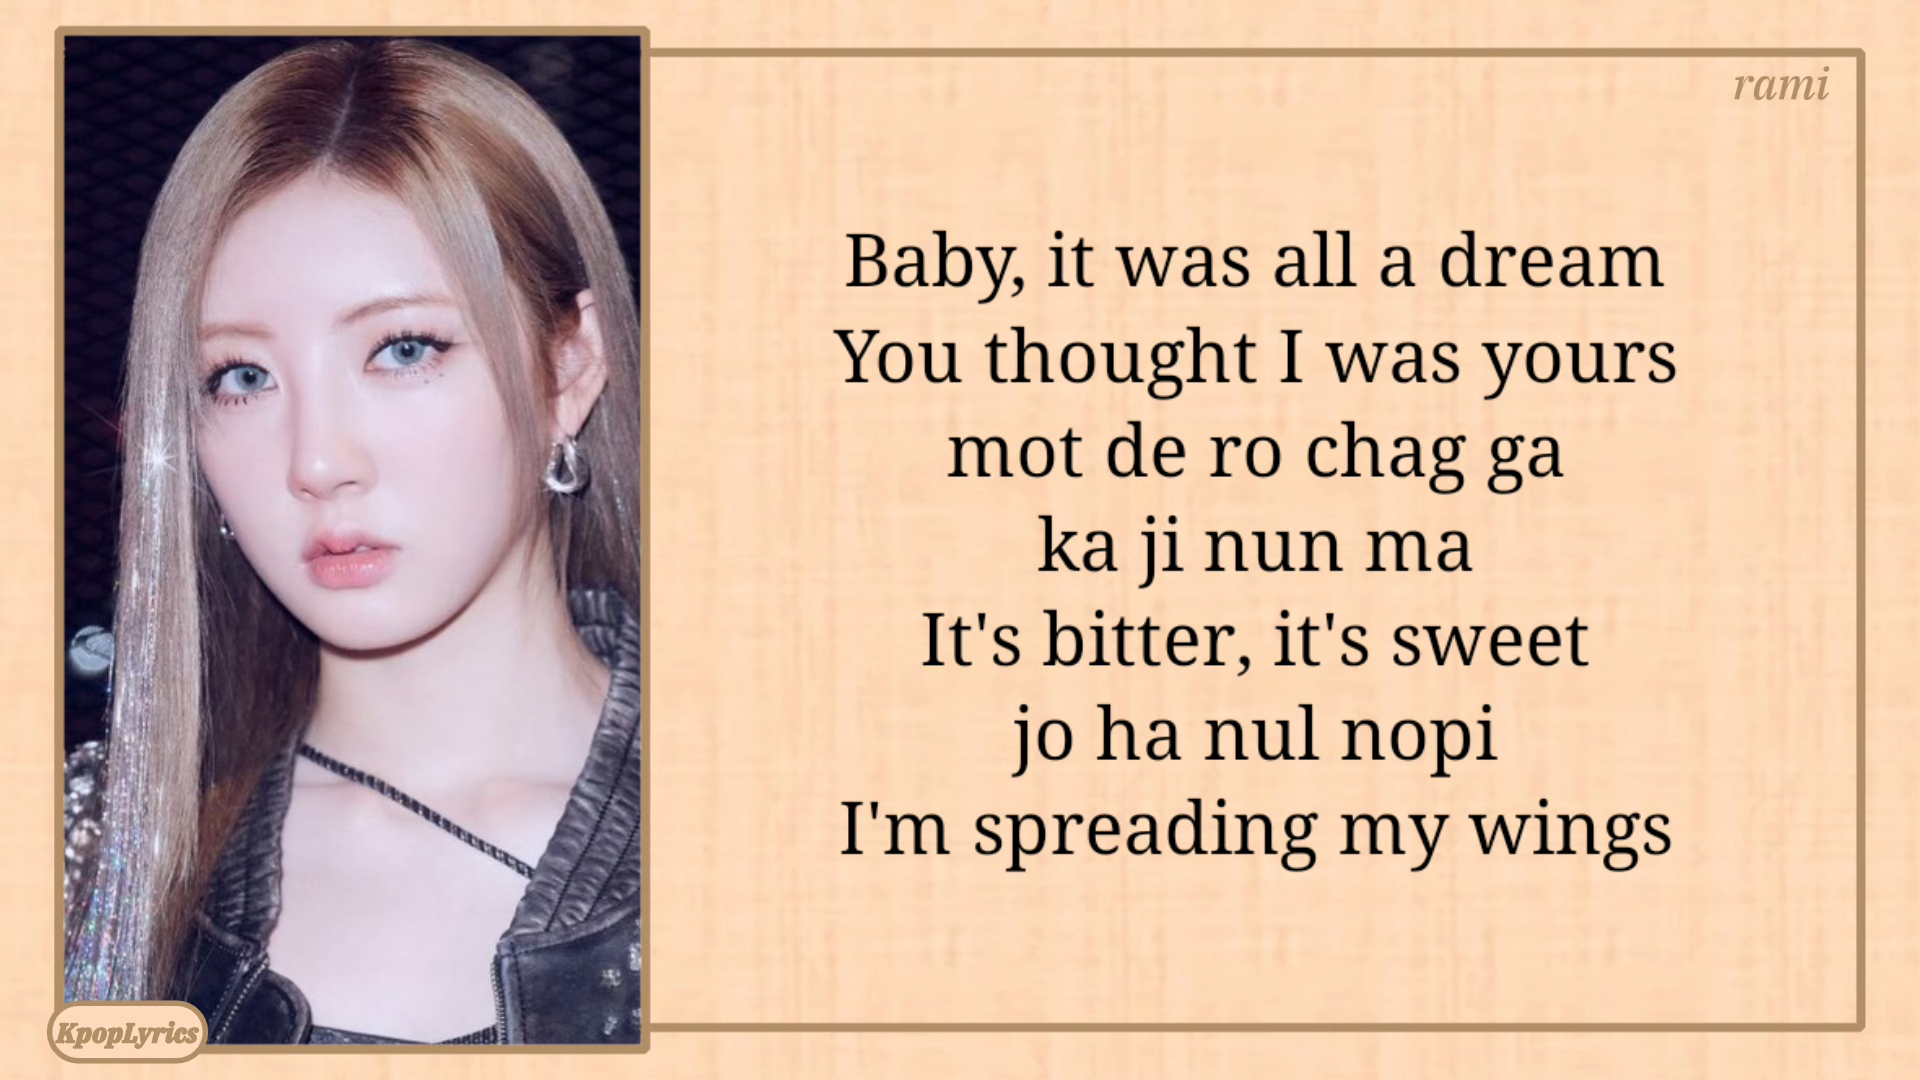 rami
Baby, it was all a dream
You thought I was yours
mot de ro chag ga
ka ji nun ma
It's bitter, it's sweet
jo ha nul nopi
I'm spreading my wings
KpopLyrics